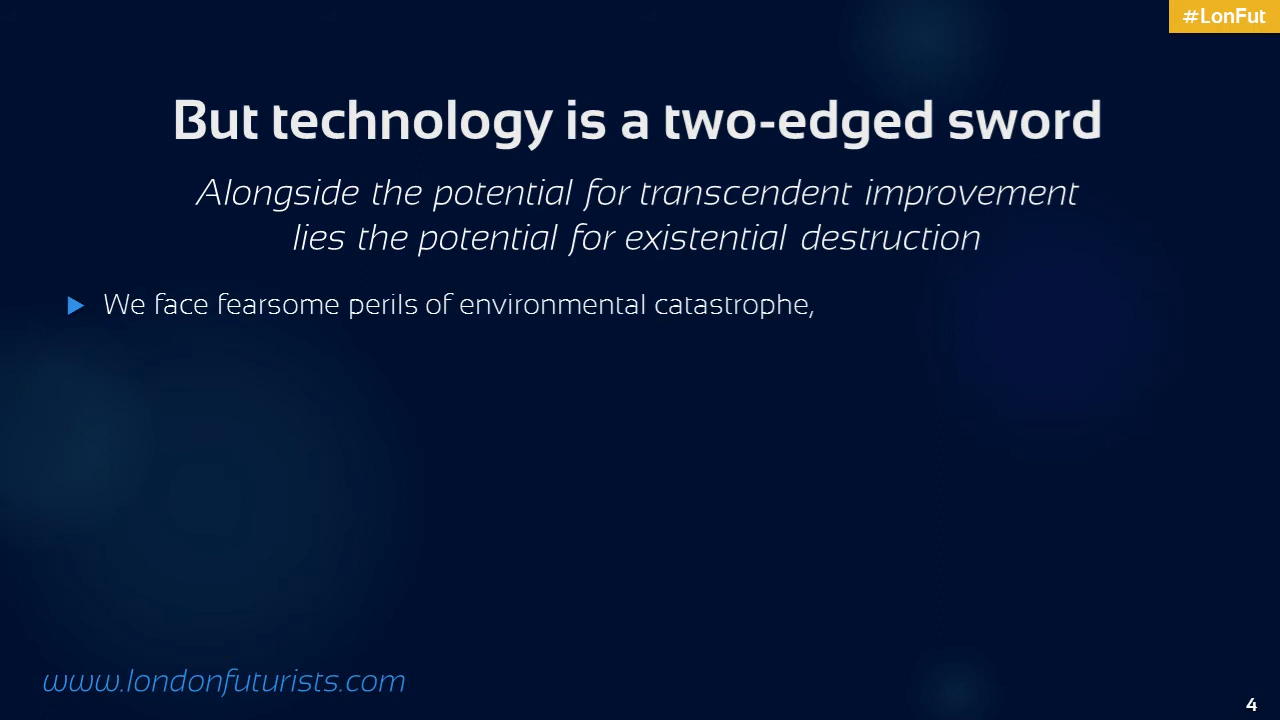 #LonFut
But technology is a two-edged sword
Alongside the potential for transcendent improvement
lies the potential for existential destruction
We face fearsome perils of environmental catastrophe,
www.londonfuturists.com
4